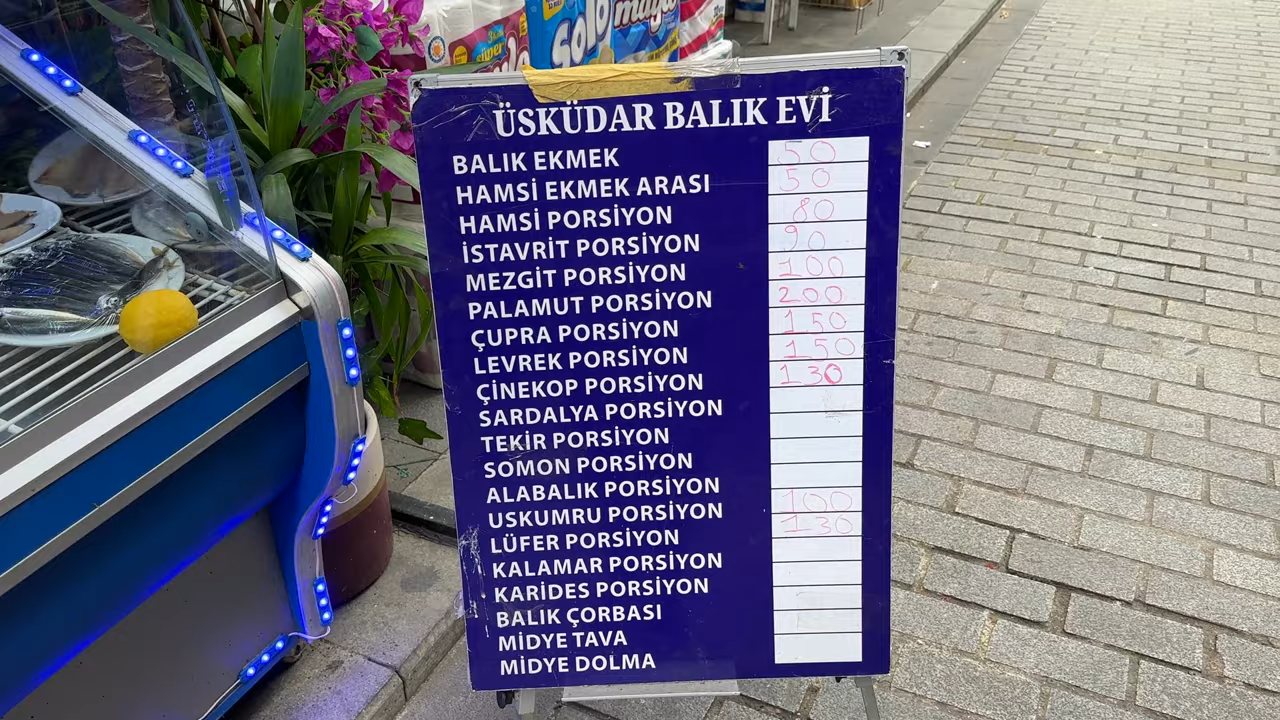 Süper
Solo
ÜSKÜDAR BALIK EVİ
BALIK EKMEK 50
HAMSİ EKMEK ARASI 50
HAMSİ PORSİYON 80
İSTAVRİT PORSİYON 90
MEZGİT PORSİYON 100
PALAMUT PORSİYON 200
ÇUPRA PORSİYON 150
LEVREK PORSİYON 150
ÇİNEKOP PORSİYON 130
SARDALYA PORSİYON
TEKİR PORSİYON
SOMON PORSİYON
ALABALIK PORSİYON
USKUMRU PORSİYON 100
LÜFER PORSİYON 130
KALAMAR PORSİYON
KARİDES PORSİYON
BALIK ÇORBASI
MİDYE TAVA
MİDYE DOLMA